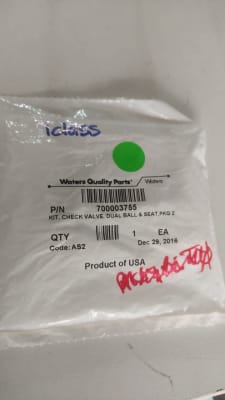 iclass
Waters Quality Parts Waters
P/N 700003755
KIT, CHECK VALVE, DUAL BALL & SEAT, PKG 2
QTY 1 EA
Code: AS2 Dec 29, 2016
Product of USA